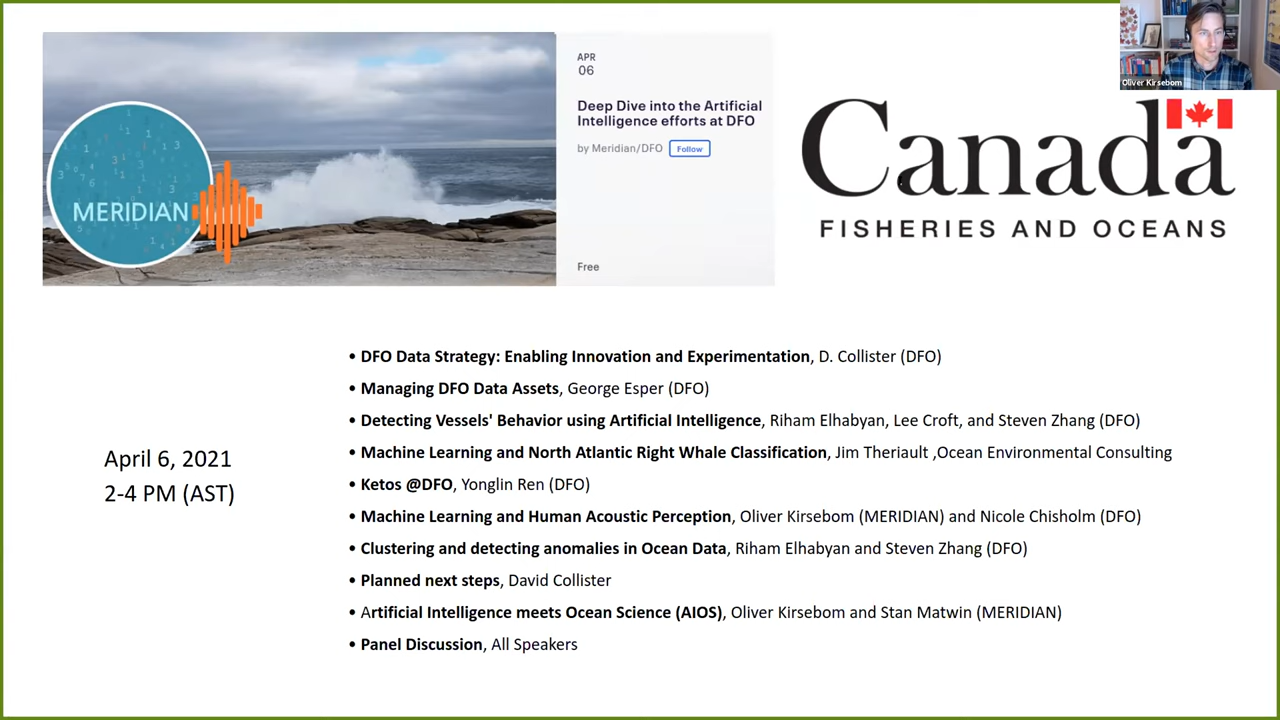 Oliver Kirsebom
APR
06
Deep Dive into the Artificial
Intelligence efforts at DFO
by Meridian/DFO Follow
Free
MERIDIAN
Canada
FISHERIES AND OCEANS
April 6, 2021
2-4 PM (AST)
• DFO Data Strategy: Enabling Innovation and Experimentation, D. Collister (DFO)
• Managing DFO Data Assets, George Esper (DFO)
• Detecting Vessels' Behavior using Artificial Intelligence, Riham Elhabyan, Lee Croft, and Steven Zhang (DFO)
• Machine Learning and North Atlantic Right Whale Classification, Jim Theriault ,Ocean Environmental Consulting
• Ketos @DFO, Yonglin Ren (DFO)
• Machine Learning and Human Acoustic Perception, Oliver Kirsebom (MERIDIAN) and Nicole Chisholm (DFO)
• Clustering and detecting anomalies in Ocean Data, Riham Elhabyan and Steven Zhang (DFO)
• Planned next steps, David Collister
• Artificial Intelligence meets Ocean Science (AIOS), Oliver Kirsebom and Stan Matwin (MERIDIAN)
• Panel Discussion, All Speakers